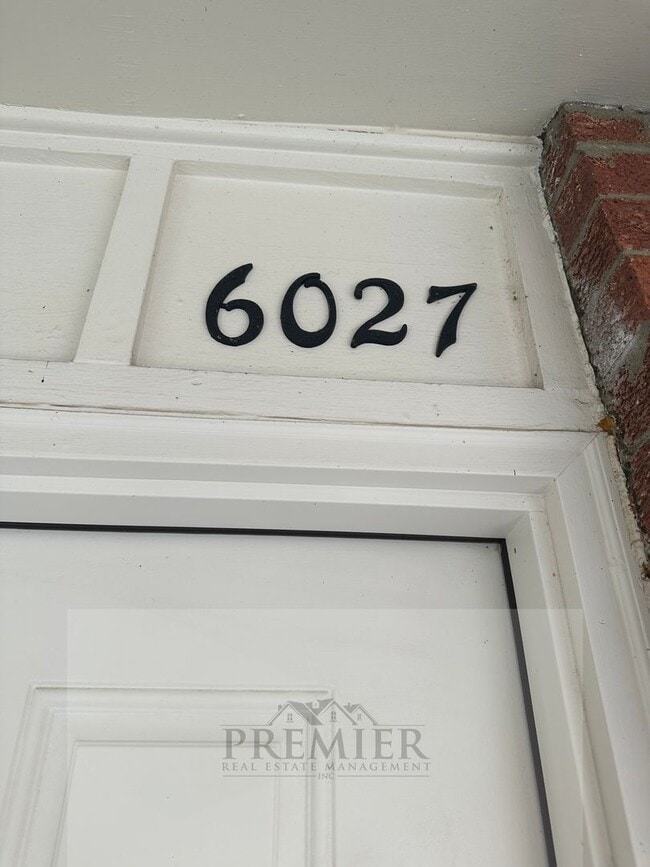 6027
PREMIER
REAL ESTATE MANAGEMENT
INC